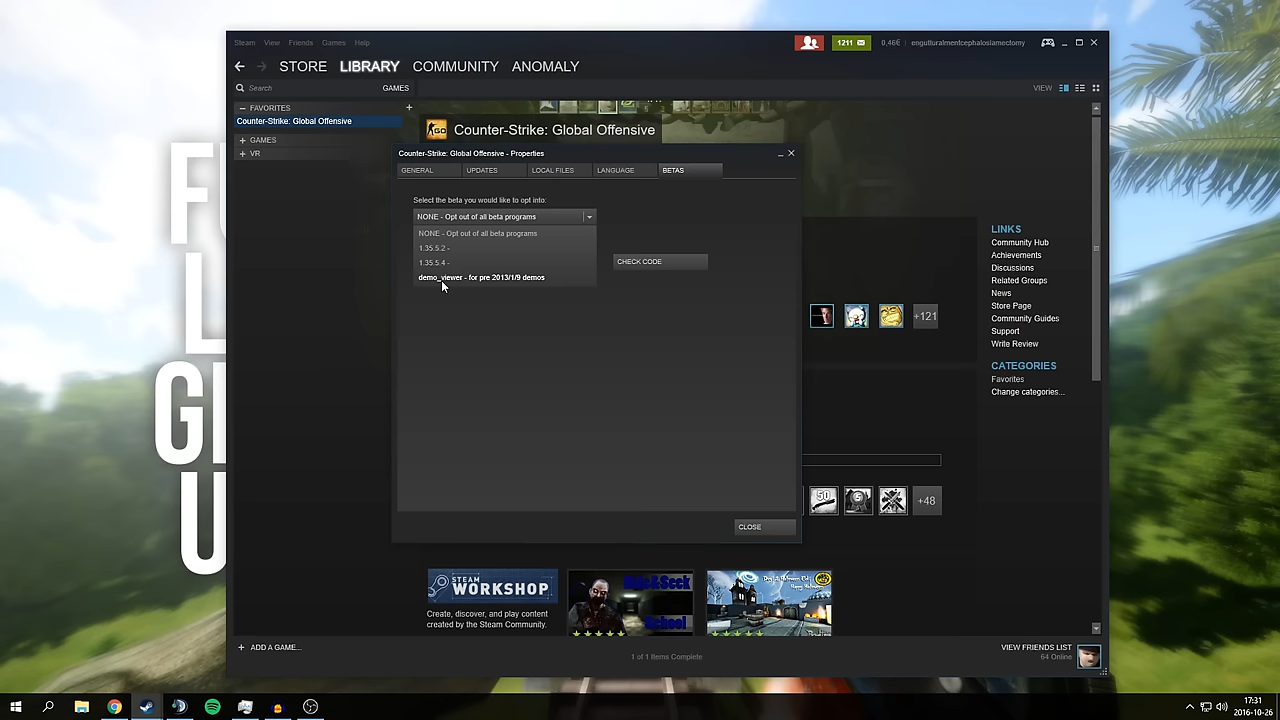 Steam View Friends Games Help
1211
0,46€
engutturalmentcephalosiamectomy
STORE LIBRARY COMMUNITY ANOMALY
Search
GAMES
VIEW
FAVORITES
Counter-Strike: Global Offensive
GAMES
VR
GO
Counter-Strike: Global Offensive
Counter-Strike: Global Offensive - Properties
GENERAL UPDATES LOCAL FILES LANGUAGE BETAS
Select the beta you would like to opt into:
NONE - Opt out of all beta programs
NONE - Opt out of all beta programs
1.35.5.2 -
1.35.5.4 -
demo_viewer - for pre 2013/1/9 demos
CHECK CODE
CLOSE
+121
50
+48
LINKS
Community Hub
Achievements
Discussions
Related Groups
News
Store Page
Community Guides
Support
Write Review
CATEGORIES
Favorites
Change categories...
STEAM
WORKSHOP
Create, discover, and play content
created by the Steam Community.
Hide&Seek
School
ADD A GAME...
1 of 1 Items Complete
VIEW FRIENDS LIST
64 Online
17:31
2016-10-26